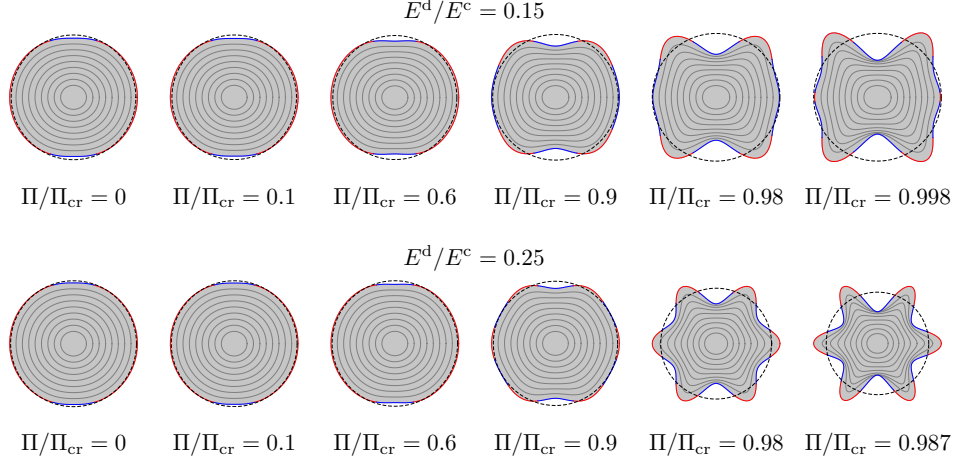 E^d/E^c = 0.15
Π/Π_cr = 0 Π/Π_cr = 0.1 Π/Π_cr = 0.6 Π/Π_cr = 0.9 Π/Π_cr = 0.98 Π/Π_cr = 0.998
E^d/E^c = 0.25
Π/Π_cr = 0 Π/Π_cr = 0.1 Π/Π_cr = 0.6 Π/Π_cr = 0.9 Π/Π_cr = 0.98 Π/Π_cr = 0.987